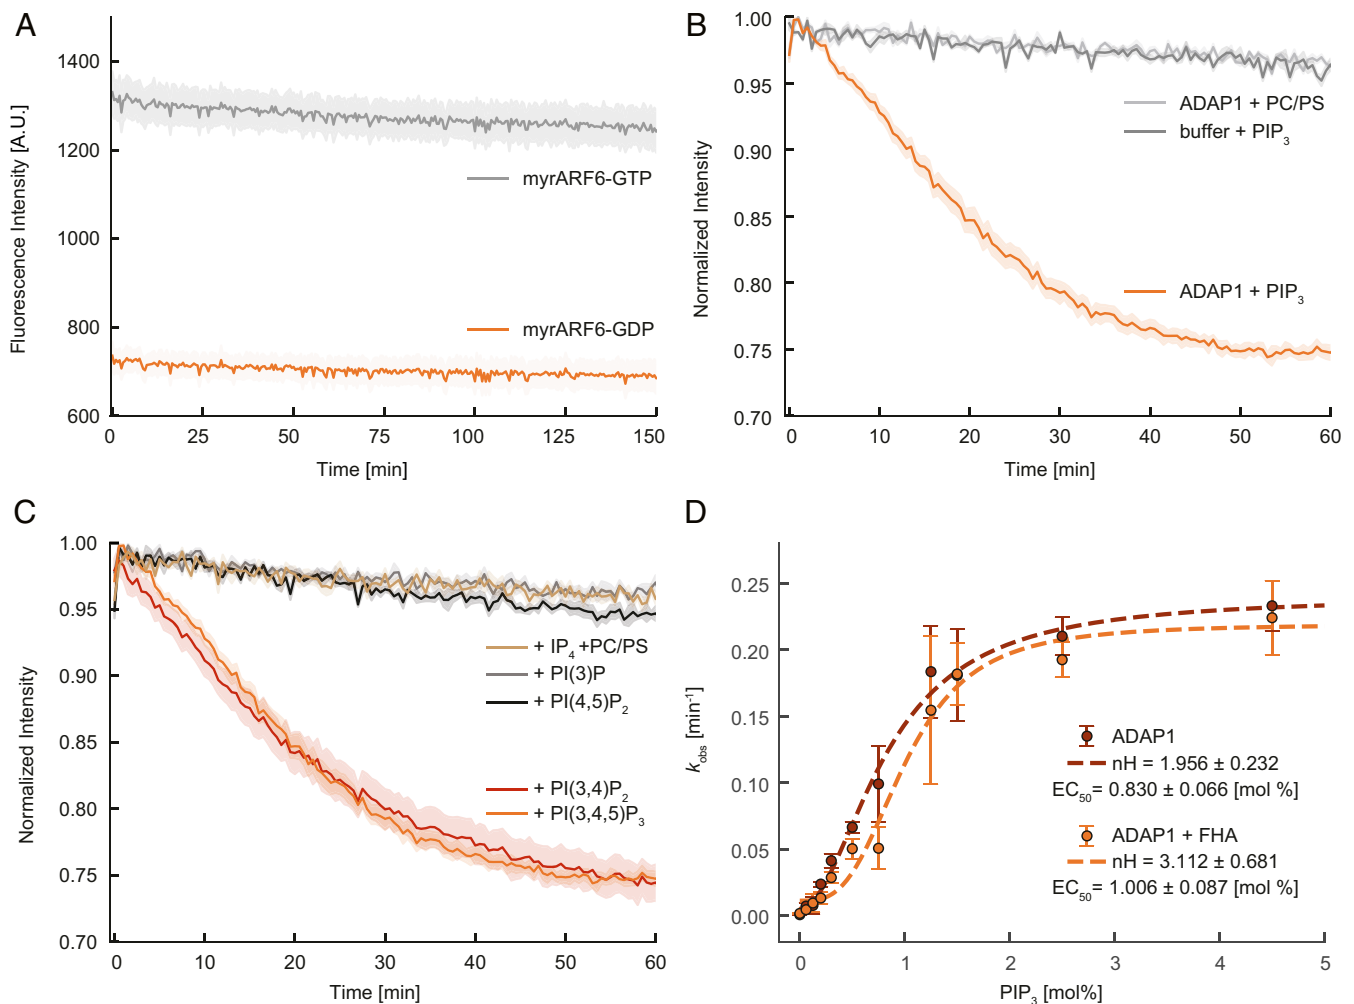 A
1400
1200
1000
800
600
Fluorescence Intensity [A.U.]
myrARF6-GTP
myrARF6-GDP
0 25 50 75 100 125 150
Time [min]
B
1.00
0.95
0.90
0.85
0.80
0.75
0.70
Normalized Intensity
ADAP1 + PC/PS
buffer + PIP3
ADAP1 + PIP3
0 10 20 30 40 50 60
Time [min]
C
1.00
0.95
0.90
0.85
0.80
0.75
0.70
Normalized Intensity
+ IP4 +PC/PS
+ PI(3)P
+ PI(4,5)P2
+ PI(3,4)P2
+ PI(3,4,5)P3
0 10 20 30 40 50 60
Time [min]
D
0.25
0.20
0.15
0.10
0.05
0.00
kobs [min-1]
ADAP1
nH = 1.956 ± 0.232
EC50= 0.830 ± 0.066 [mol %]
ADAP1 + FHA
nH = 3.112 ± 0.681
EC50= 1.006 ± 0.087 [mol %]
0 1 2 3 4 5
PIP3 [mol%]